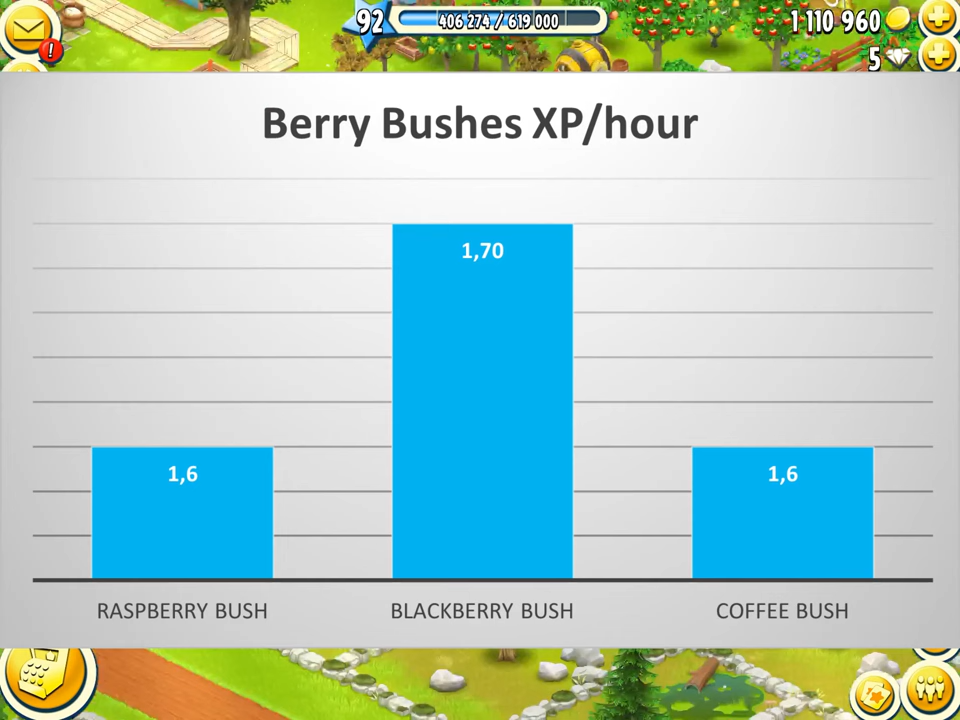 92
406 274 / 619 000
1 110 960
5
Berry Bushes XP/hour
1,70
1,6
1,6
RASPBERRY BUSH
BLACKBERRY BUSH
COFFEE BUSH